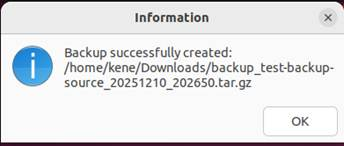 Information
Backup successfully created:
/home/kene/Downloads/backup_test-backup-
source_20251210_202650.tar.gz
OK